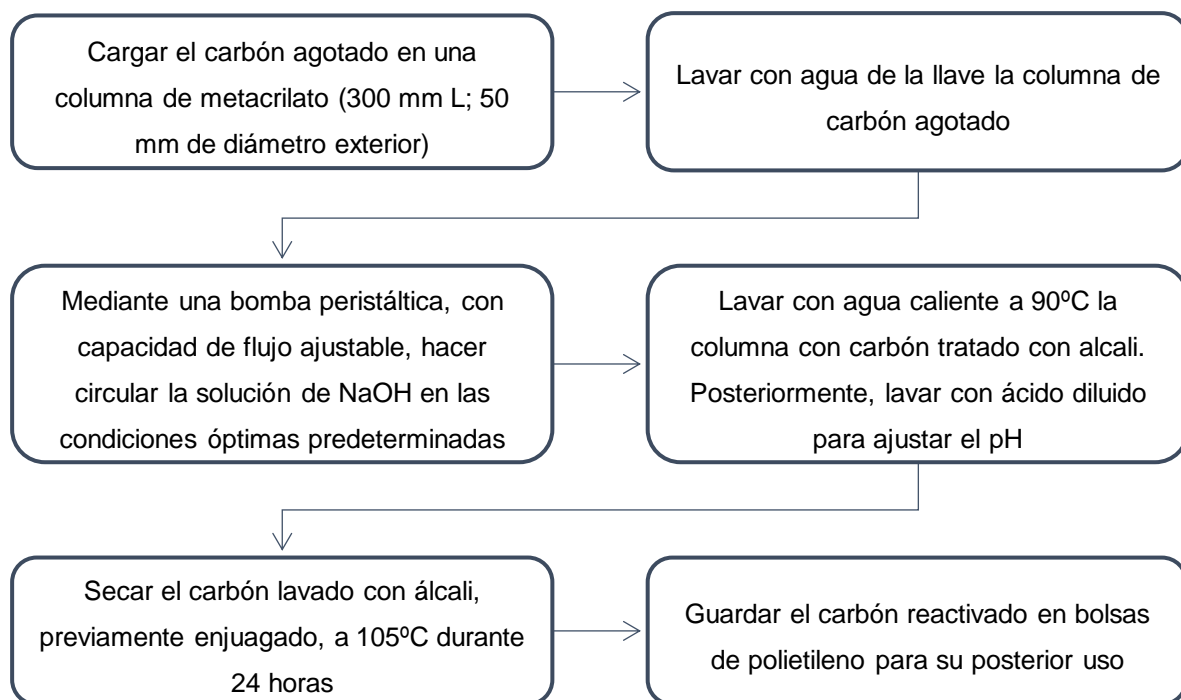 Cargar el carbón agotado en una
columna de metacrilato (300 mm L; 50
mm de diámetro exterior)
Lavar con agua de la llave la columna de
carbón agotado
Mediante una bomba peristáltica, con
capacidad de flujo ajustable, hacer
circular la solución de NaOH en las
condiciones óptimas predeterminadas
Lavar con agua caliente a 90ºC la
columna con carbón tratado con alcali.
Posteriormente, lavar con ácido diluido
para ajustar el pH
Secar el carbón lavado con álcali,
previamente enjuagado, a 105ºC durante
24 horas
Guardar el carbón reactivado en bolsas
de polietileno para su posterior uso